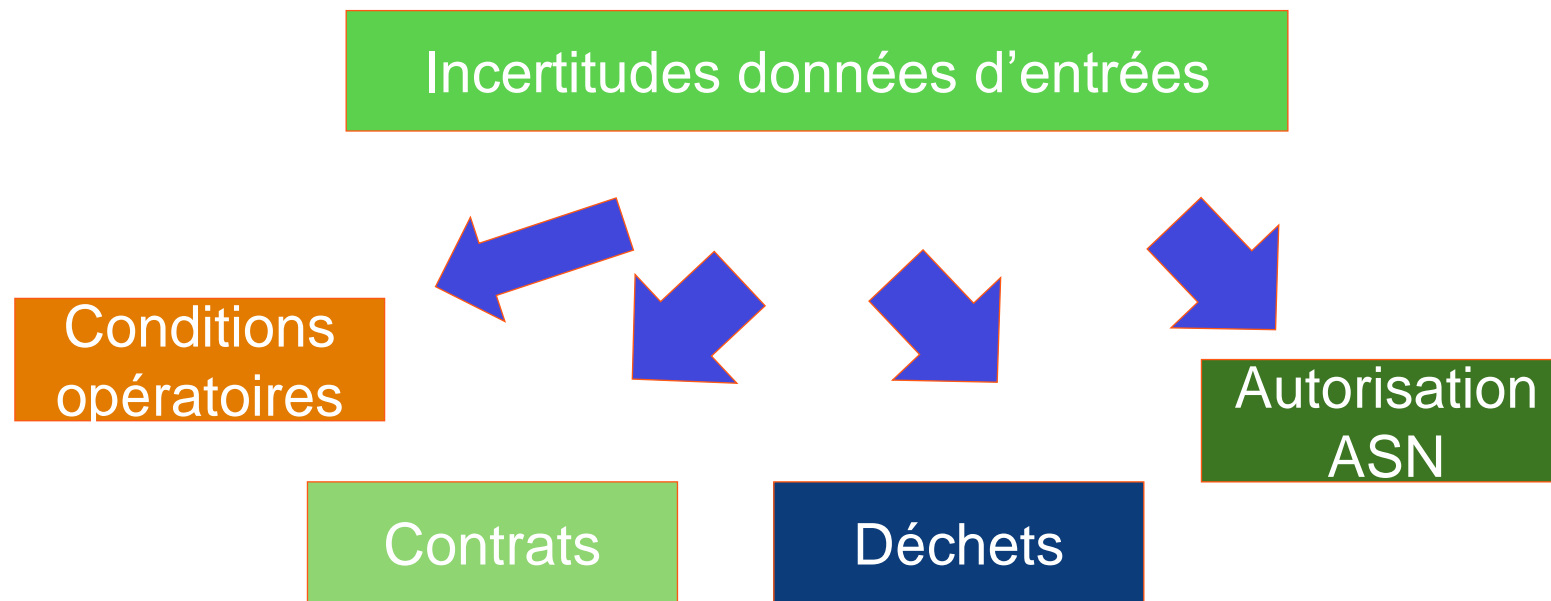 Incertitudes données d’entrées
Conditions
opératoires
Autorisation
ASN
Contrats
Déchets